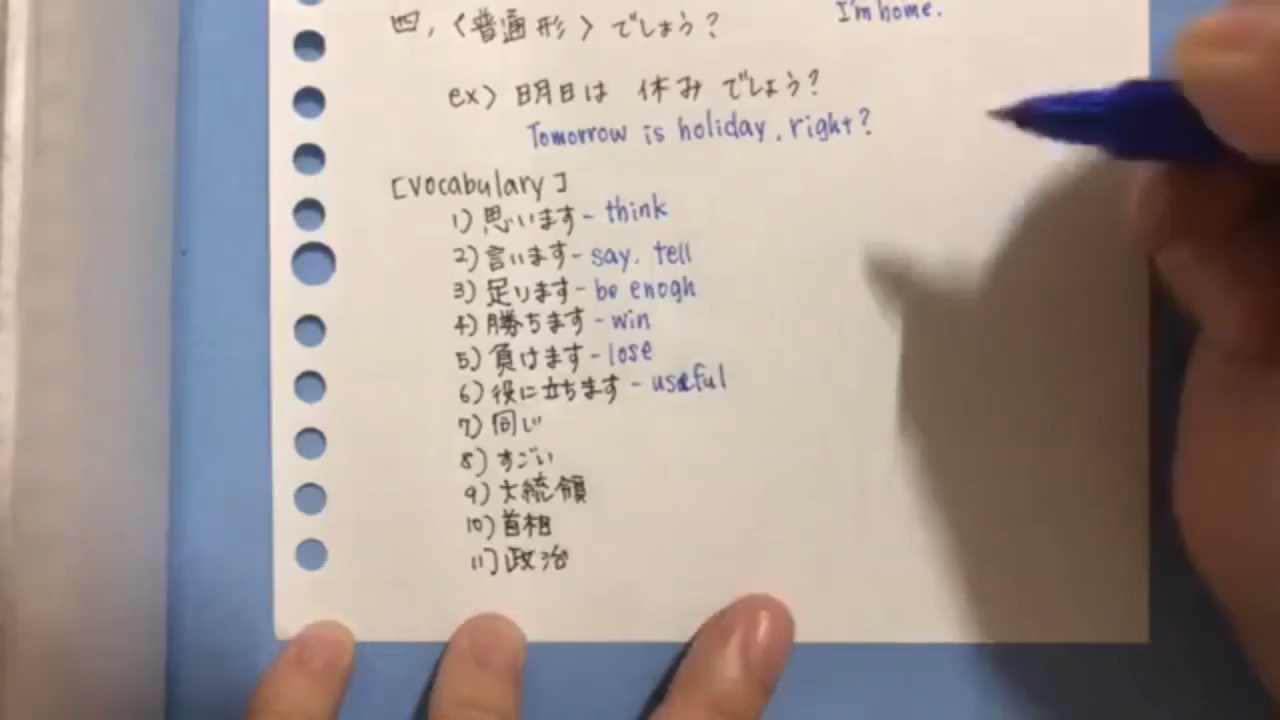 I'm home.
四, 〈普通形〉でしょう?
ex〉明日は 休みでしょう?
Tomorrow is holiday, right?
[vocabulary]
1) 思います - think
2) 言います - say. tell
3) 足ります - be enogh
4) 勝ちます - win
5) 負けます - lose
6) 役に立ちます - useful
7) 同じ
8) すごい
9) 大統領
10) 首相
11) 政治